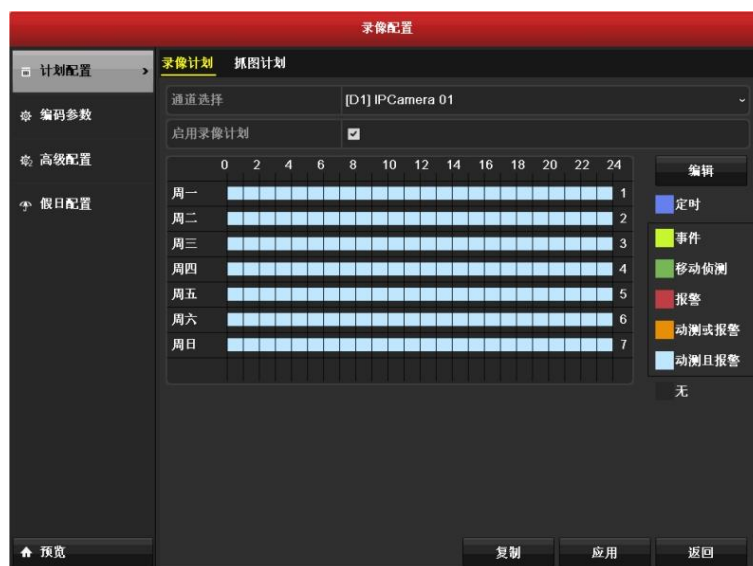 录像配置
计划配置
编码参数
高级配置
假日配置
录像计划 抓图计划
通道选择 [D1] IPCamera 01
启用录像计划
0 2 4 6 8 10 12 14 16 18 20 22 24
周一 1
周二 2
周三 3
周四 4
周五 5
周六 6
周日 7
编辑
定时
事件
移动侦测
报警
动测或报警
动测且报警
无
预览
复制 应用 返回